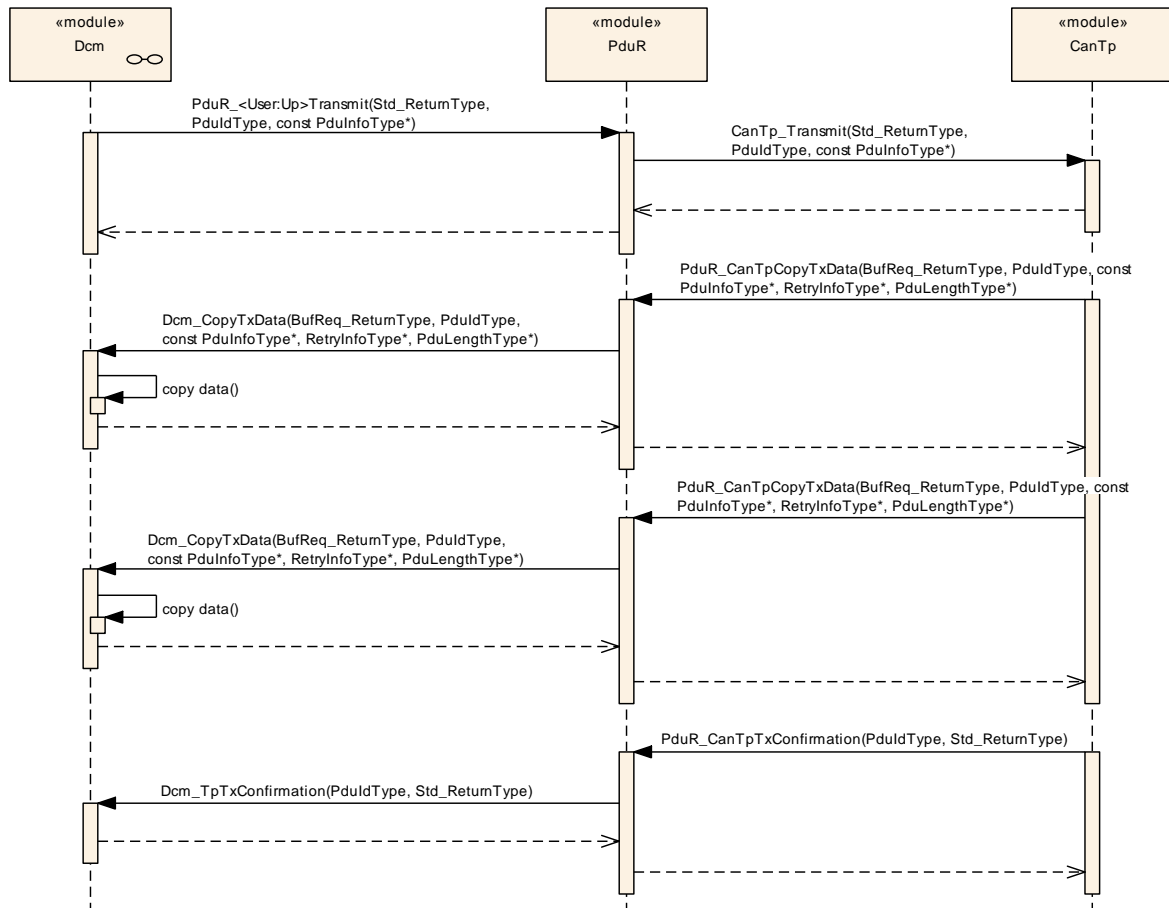 «module»
Dcm
«module»
PduR
«module»
CanTp
PduR_<User:Up>Transmit(Std_ReturnType,
PduIdType, const PduInfoType*)
CanTp_Transmit(Std_ReturnType,
PduIdType, const PduInfoType*)
PduR_CanTpCopyTxData(BufReq_ReturnType, PduIdType, const
PduInfoType*, RetryInfoType*, PduLengthType*)
Dcm_CopyTxData(BufReq_ReturnType, PduIdType,
const PduInfoType*, RetryInfoType*, PduLengthType*)
copy data()
PduR_CanTpCopyTxData(BufReq_ReturnType, PduIdType, const
PduInfoType*, RetryInfoType*, PduLengthType*)
Dcm_CopyTxData(BufReq_ReturnType, PduIdType,
const PduInfoType*, RetryInfoType*, PduLengthType*)
copy data()
PduR_CanTpTxConfirmation(PduIdType, Std_ReturnType)
Dcm_TpTxConfirmation(PduIdType, Std_ReturnType)